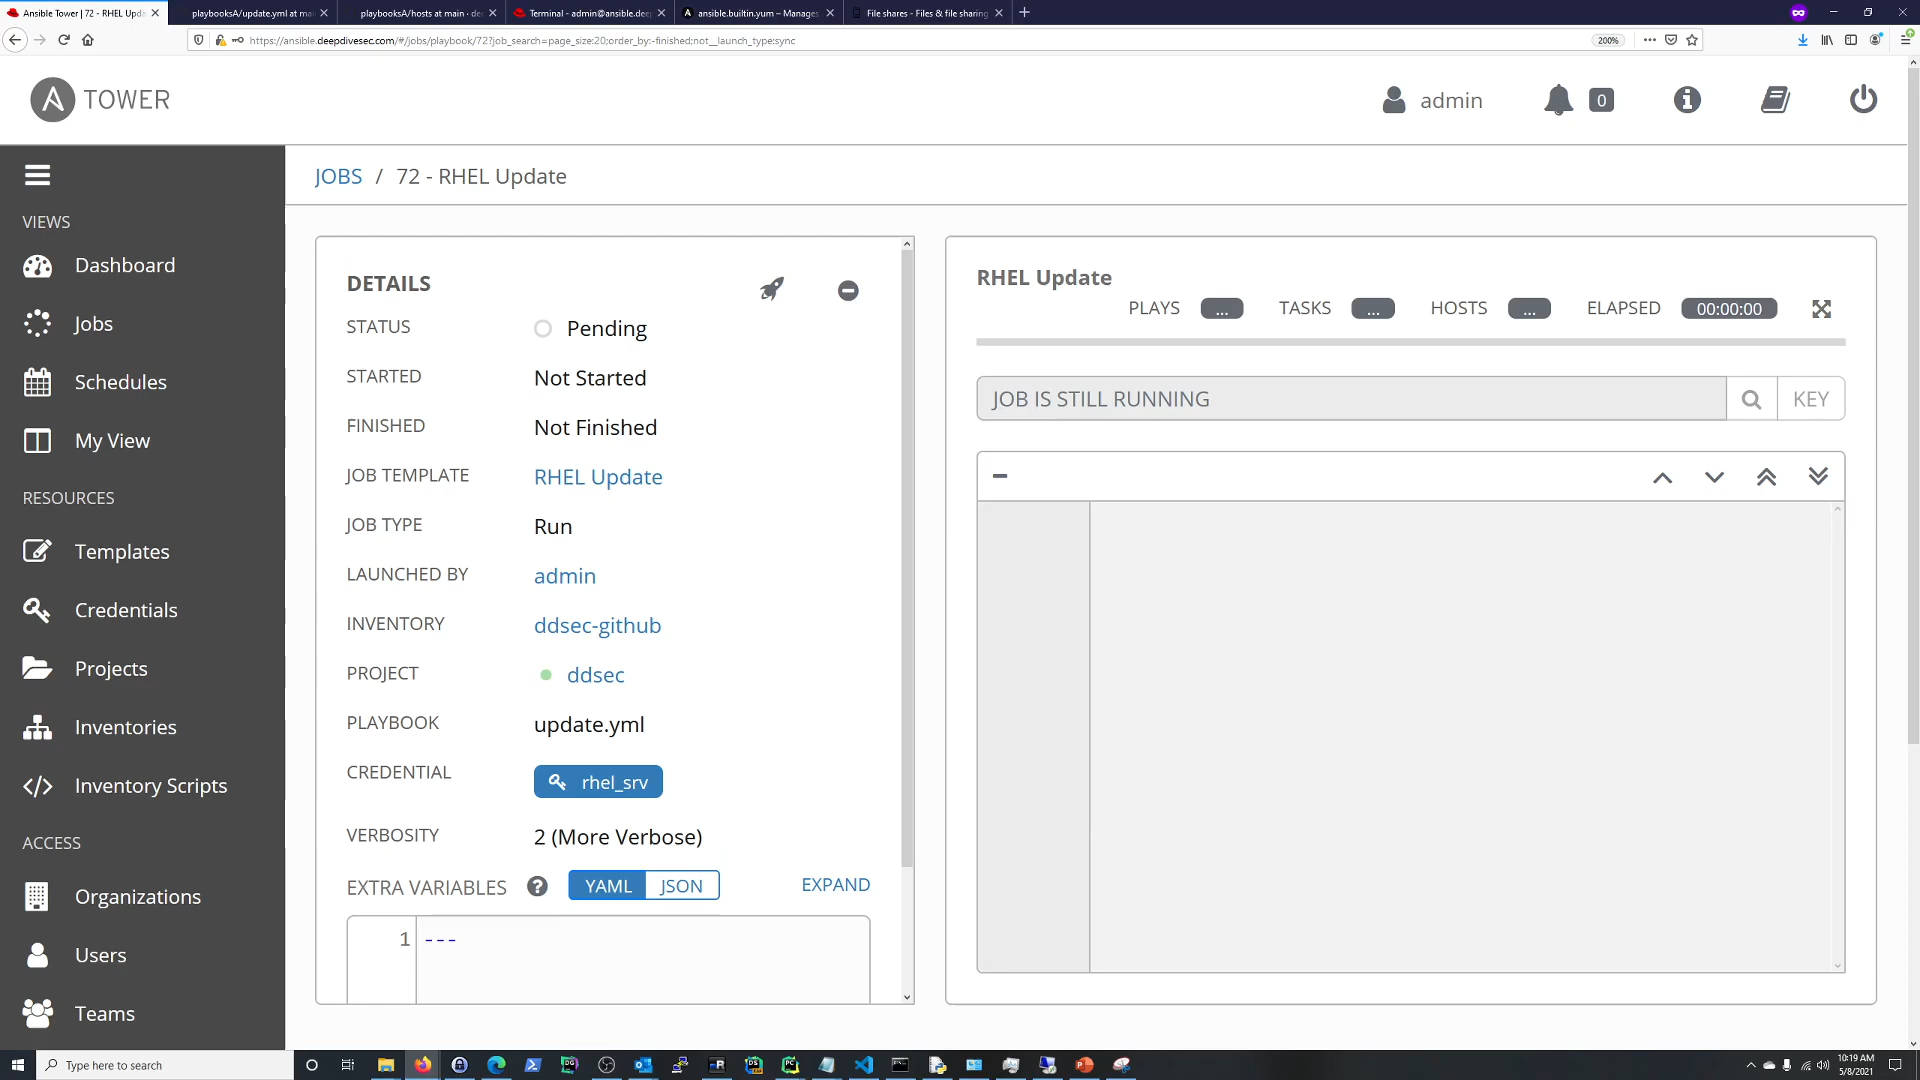 Ansible Tower | 72 - RHEL Upda
playbooksA/update.yml at mai
playbooksA/hosts at main · de
Terminal - admin@ansible.deep
ansible.builtin.yum – Manages
File shares - Files & file sharing
https://ansible.deepdivesec.com/#/jobs/playbook/72?job_search=page_size:20;order_by:-finished;not__launch_type:sync
200%
TOWER
admin
0
JOBS / 72 - RHEL Update
VIEWS
Dashboard
Jobs
Schedules
My View
RESOURCES
Templates
Credentials
Projects
Inventories
Inventory Scripts
ACCESS
Organizations
Users
Teams
DETAILS
STATUS Pending
STARTED Not Started
FINISHED Not Finished
JOB TEMPLATE RHEL Update
JOB TYPE Run
LAUNCHED BY admin
INVENTORY ddsec-github
PROJECT ddsec
PLAYBOOK update.yml
CREDENTIAL rhel_srv
VERBOSITY 2 (More Verbose)
EXTRA VARIABLES ? YAML JSON EXPAND
1 ---
RHEL Update
PLAYS ... TASKS ... HOSTS ... ELAPSED 00:00:00
JOB IS STILL RUNNING KEY
Type here to search
10:19 AM
5/8/2021